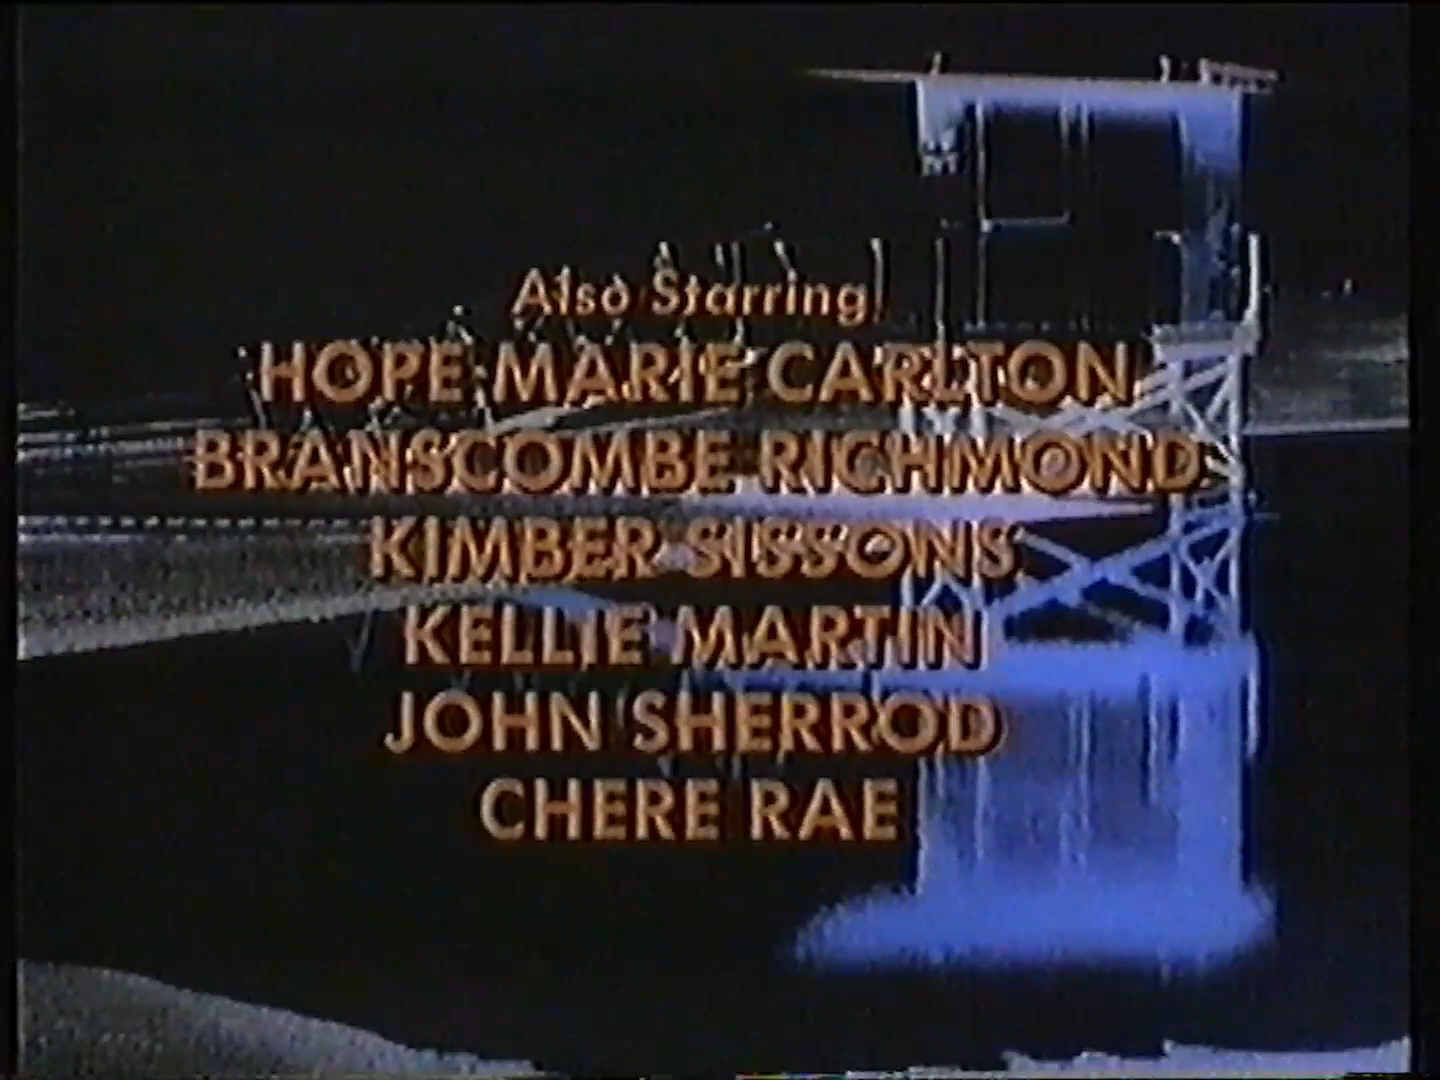 Also Starring
HOPE MARIE CARLTON
BRANSCOMBE RICHMOND
KIMBER SISSONS
KELLIE MARTIN
JOHN SHERROD
CHERE RAE